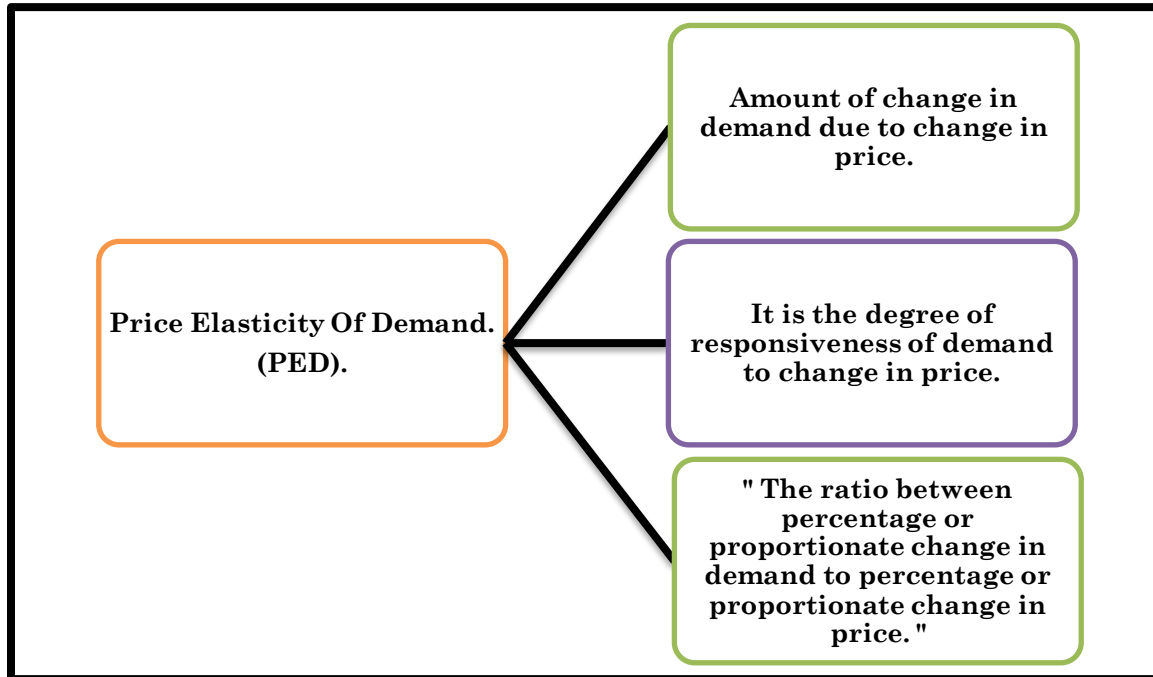 Price Elasticity Of Demand.
(PED).
Amount of change in
demand due to change in
price.
It is the degree of
responsiveness of demand
to change in price.
" The ratio between
percentage or
proportionate change in
demand to percentage or
proportionate change in
price. "